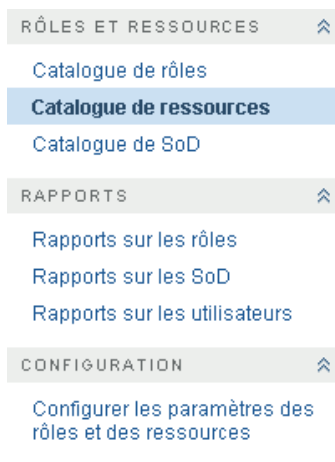 RÔLES ET RESSOURCES
Catalogue de rôles
Catalogue de ressources
Catalogue de SoD
RAPPORTS
Rapports sur les rôles
Rapports sur les SoD
Rapports sur les utilisateurs
CONFIGURATION
Configurer les paramètres des
rôles et des ressources